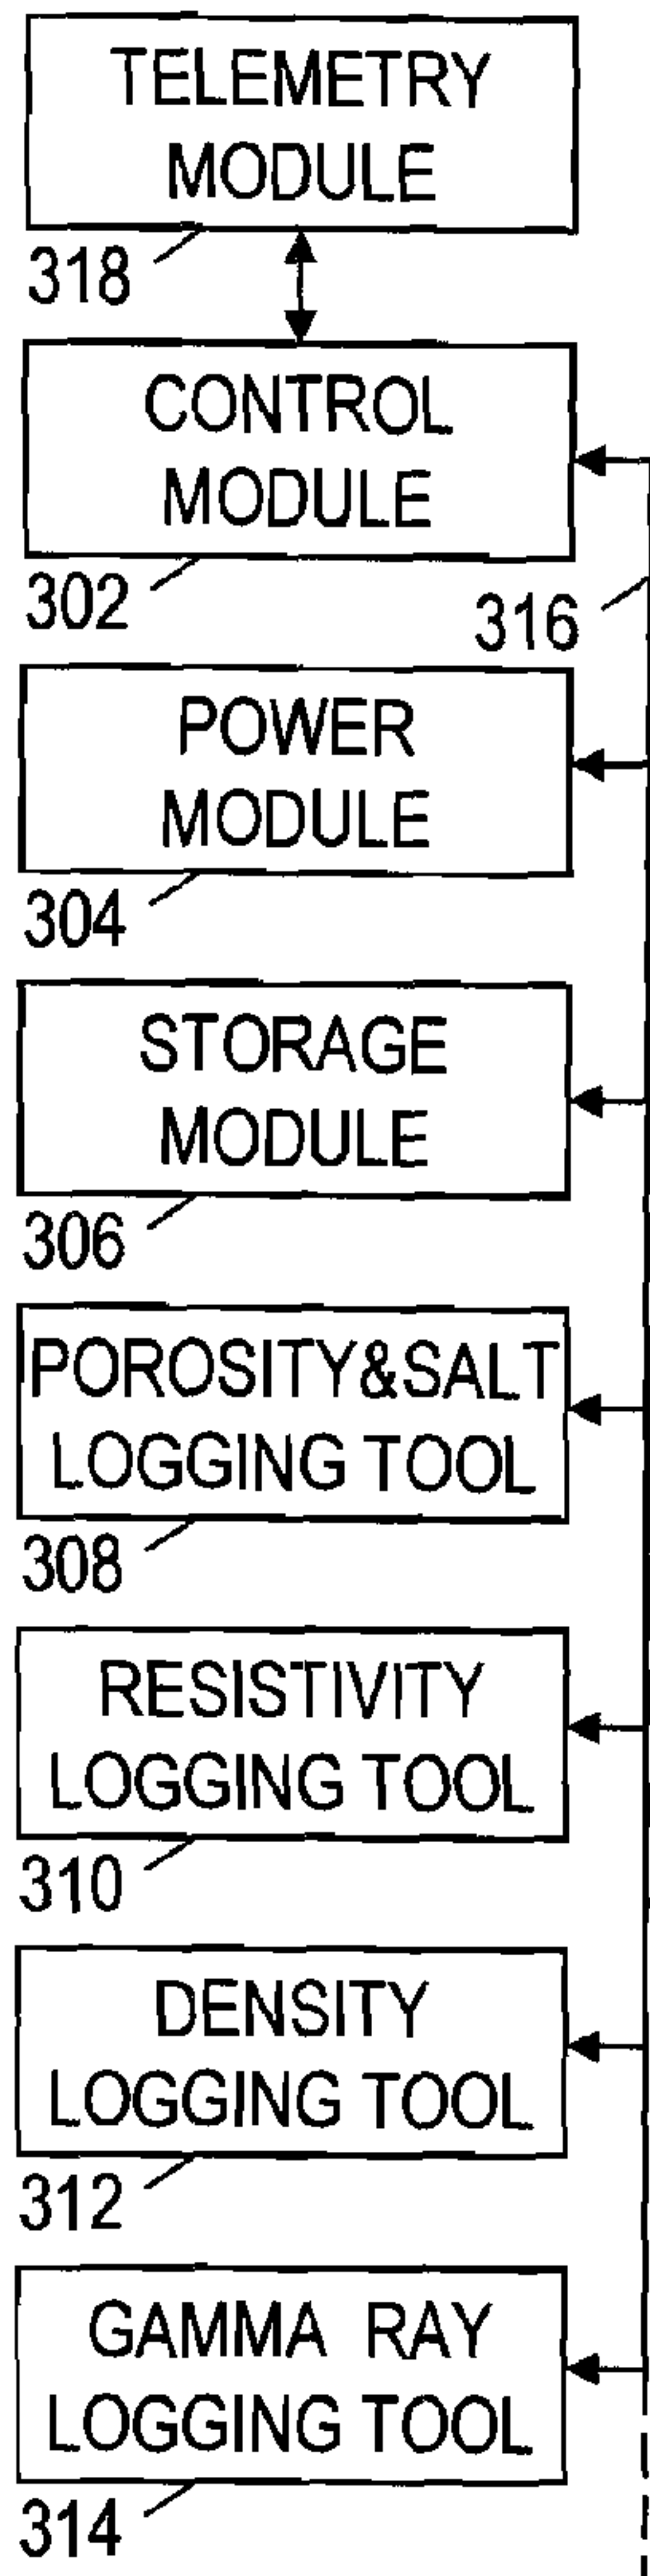 TELEMETRY
MODULE
318
CONTROL
MODULE
302
316
POWER
MODULE
304
STORAGE
MODULE
306
POROSITY&SALT
LOGGING TOOL
308
RESISTIVITY
LOGGING TOOL
310
DENSITY
LOGGING TOOL
312
GAMMA RAY
LOGGING TOOL
314